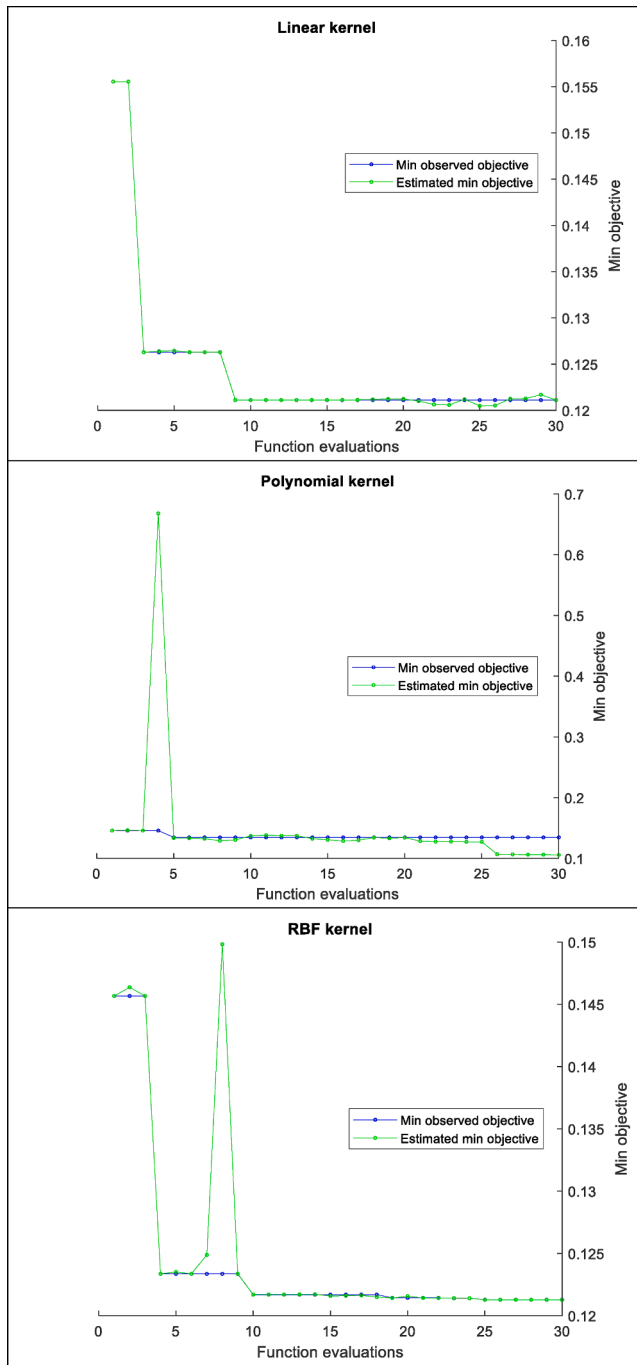 Linear kernel
0.16
0.155
0.15
0.145
0.14
0.135
0.13
0.125
0.12
Min objective
Min observed objective
Estimated min objective
0 5 10 15 20 25 30
Function evaluations
Polynomial kernel
0.7
0.6
0.5
0.4
0.3
0.2
0.1
Min objective
Min observed objective
Estimated min objective
0 5 10 15 20 25 30
Function evaluations
RBF kernel
0.15
0.145
0.14
0.135
0.13
0.125
0.12
Min objective
Min observed objective
Estimated min objective
0 5 10 15 20 25 30
Function evaluations